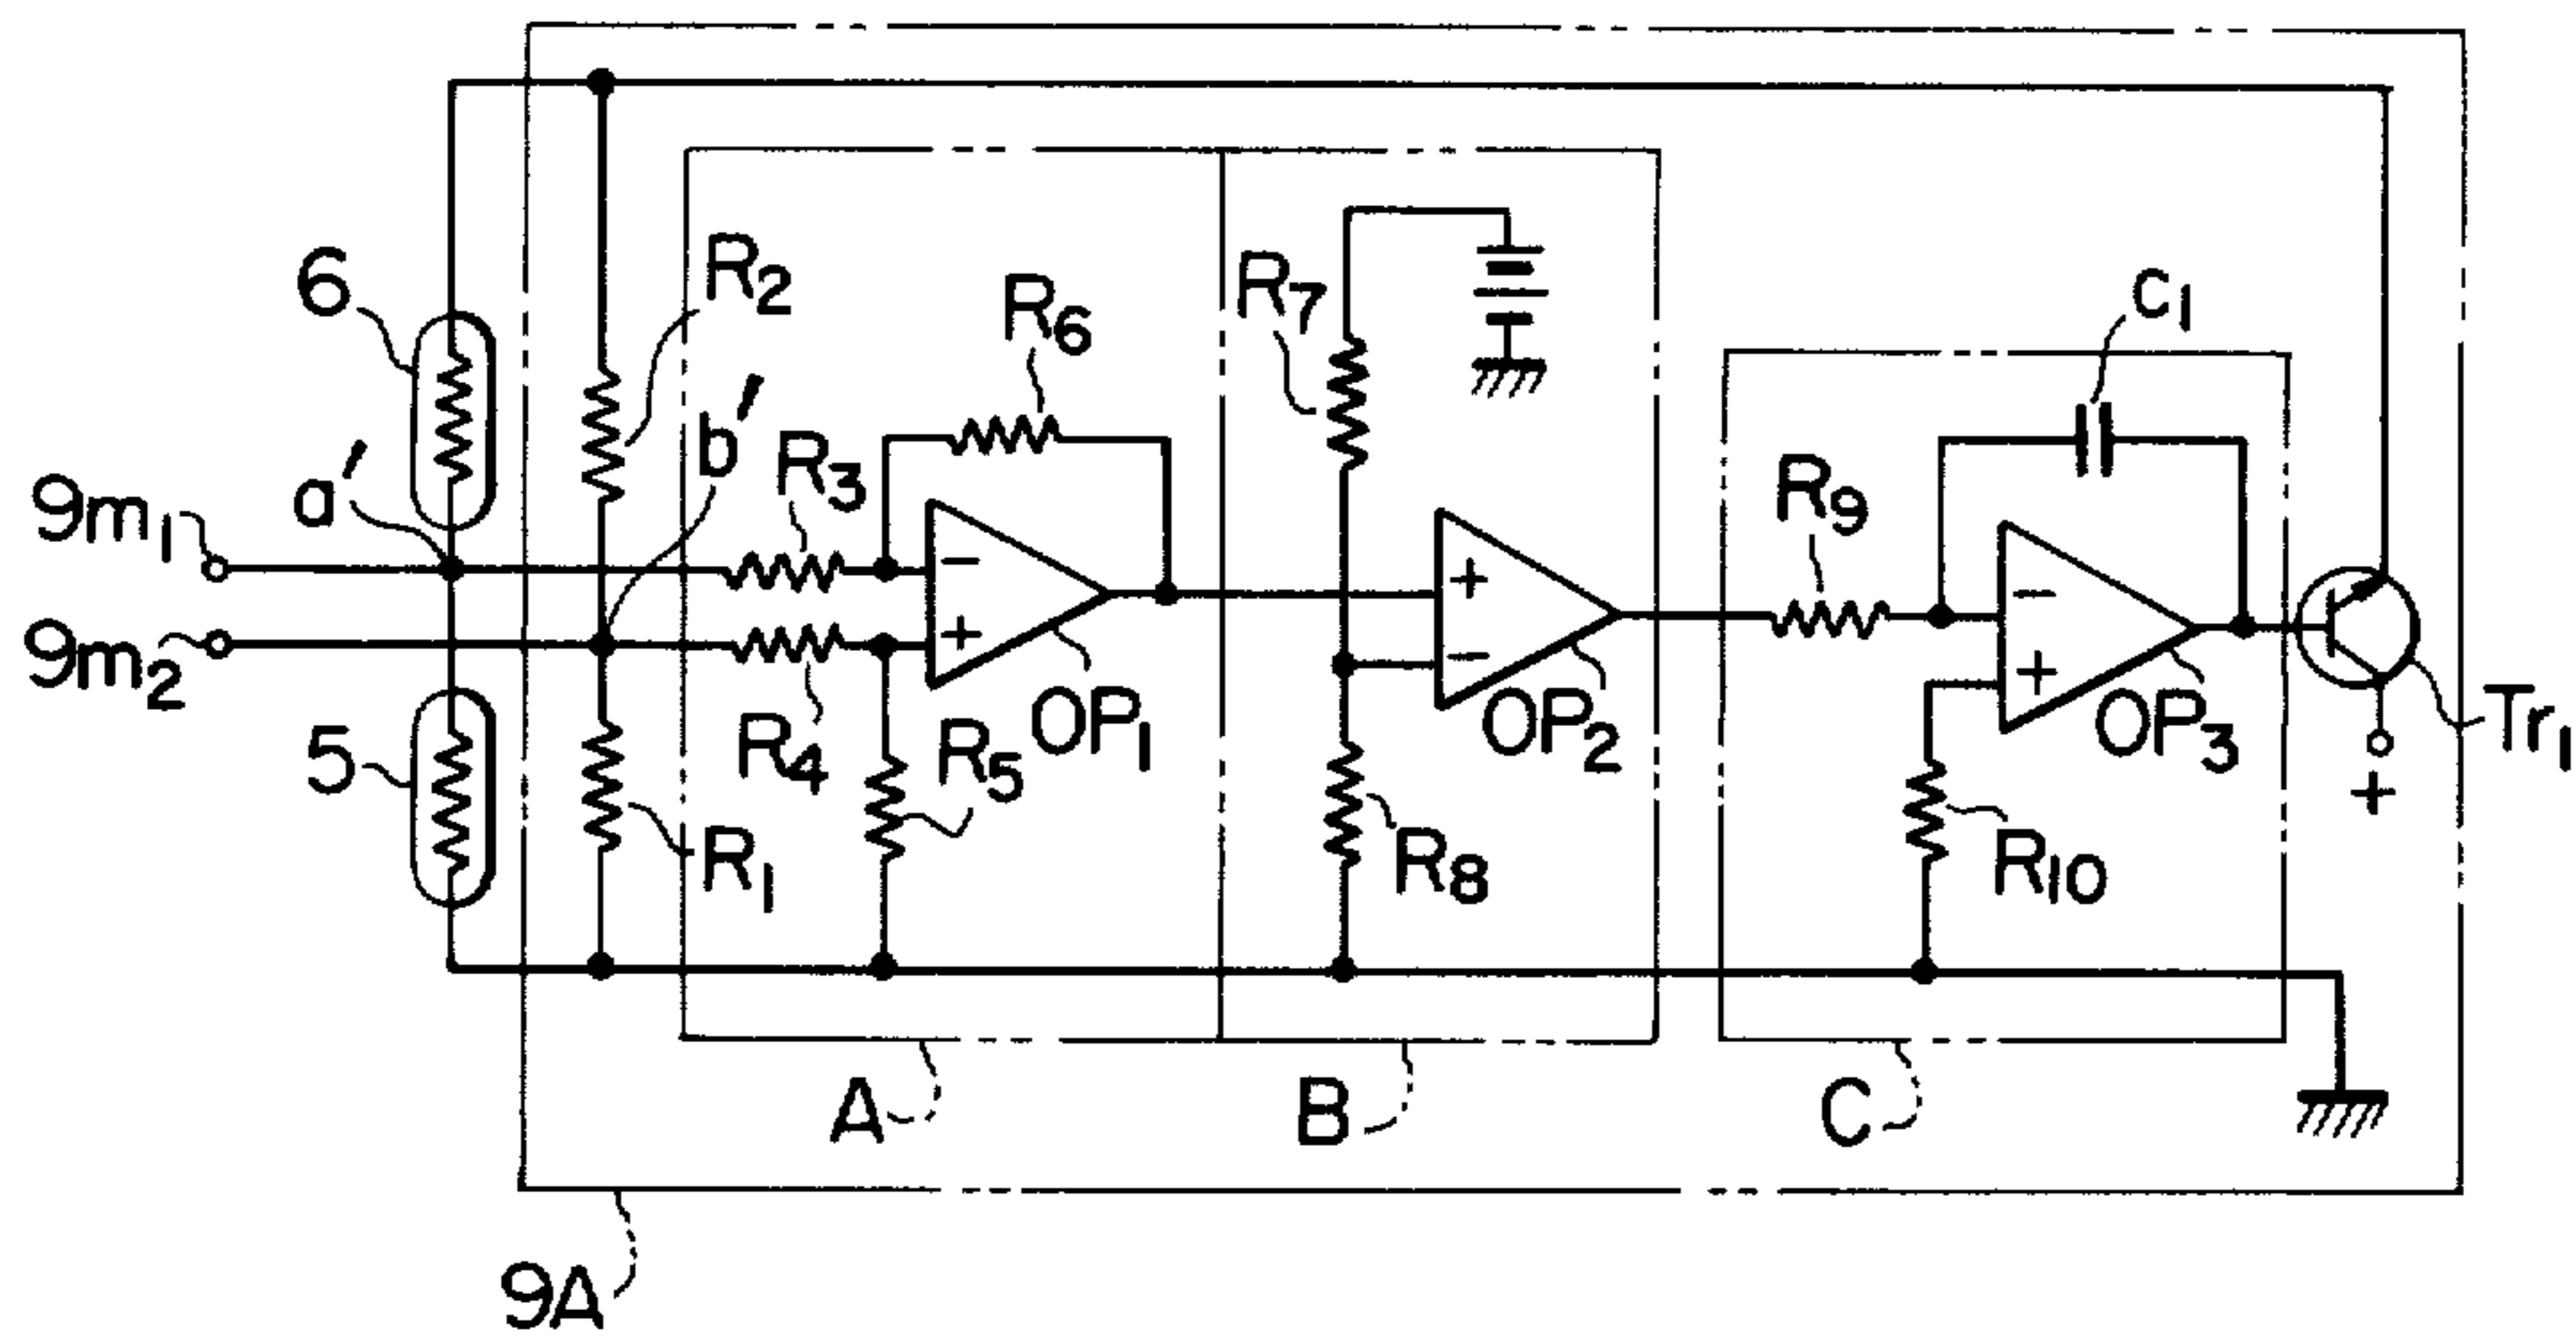 6
R2
R6
R7
C1
a'
b'
R3
R9
9m1
9m2
5
R4
R5
R1
OP1
OP2
R8
OP3
R10
Tr1
-
+
+
-
-
+
+
A
B
C
9A